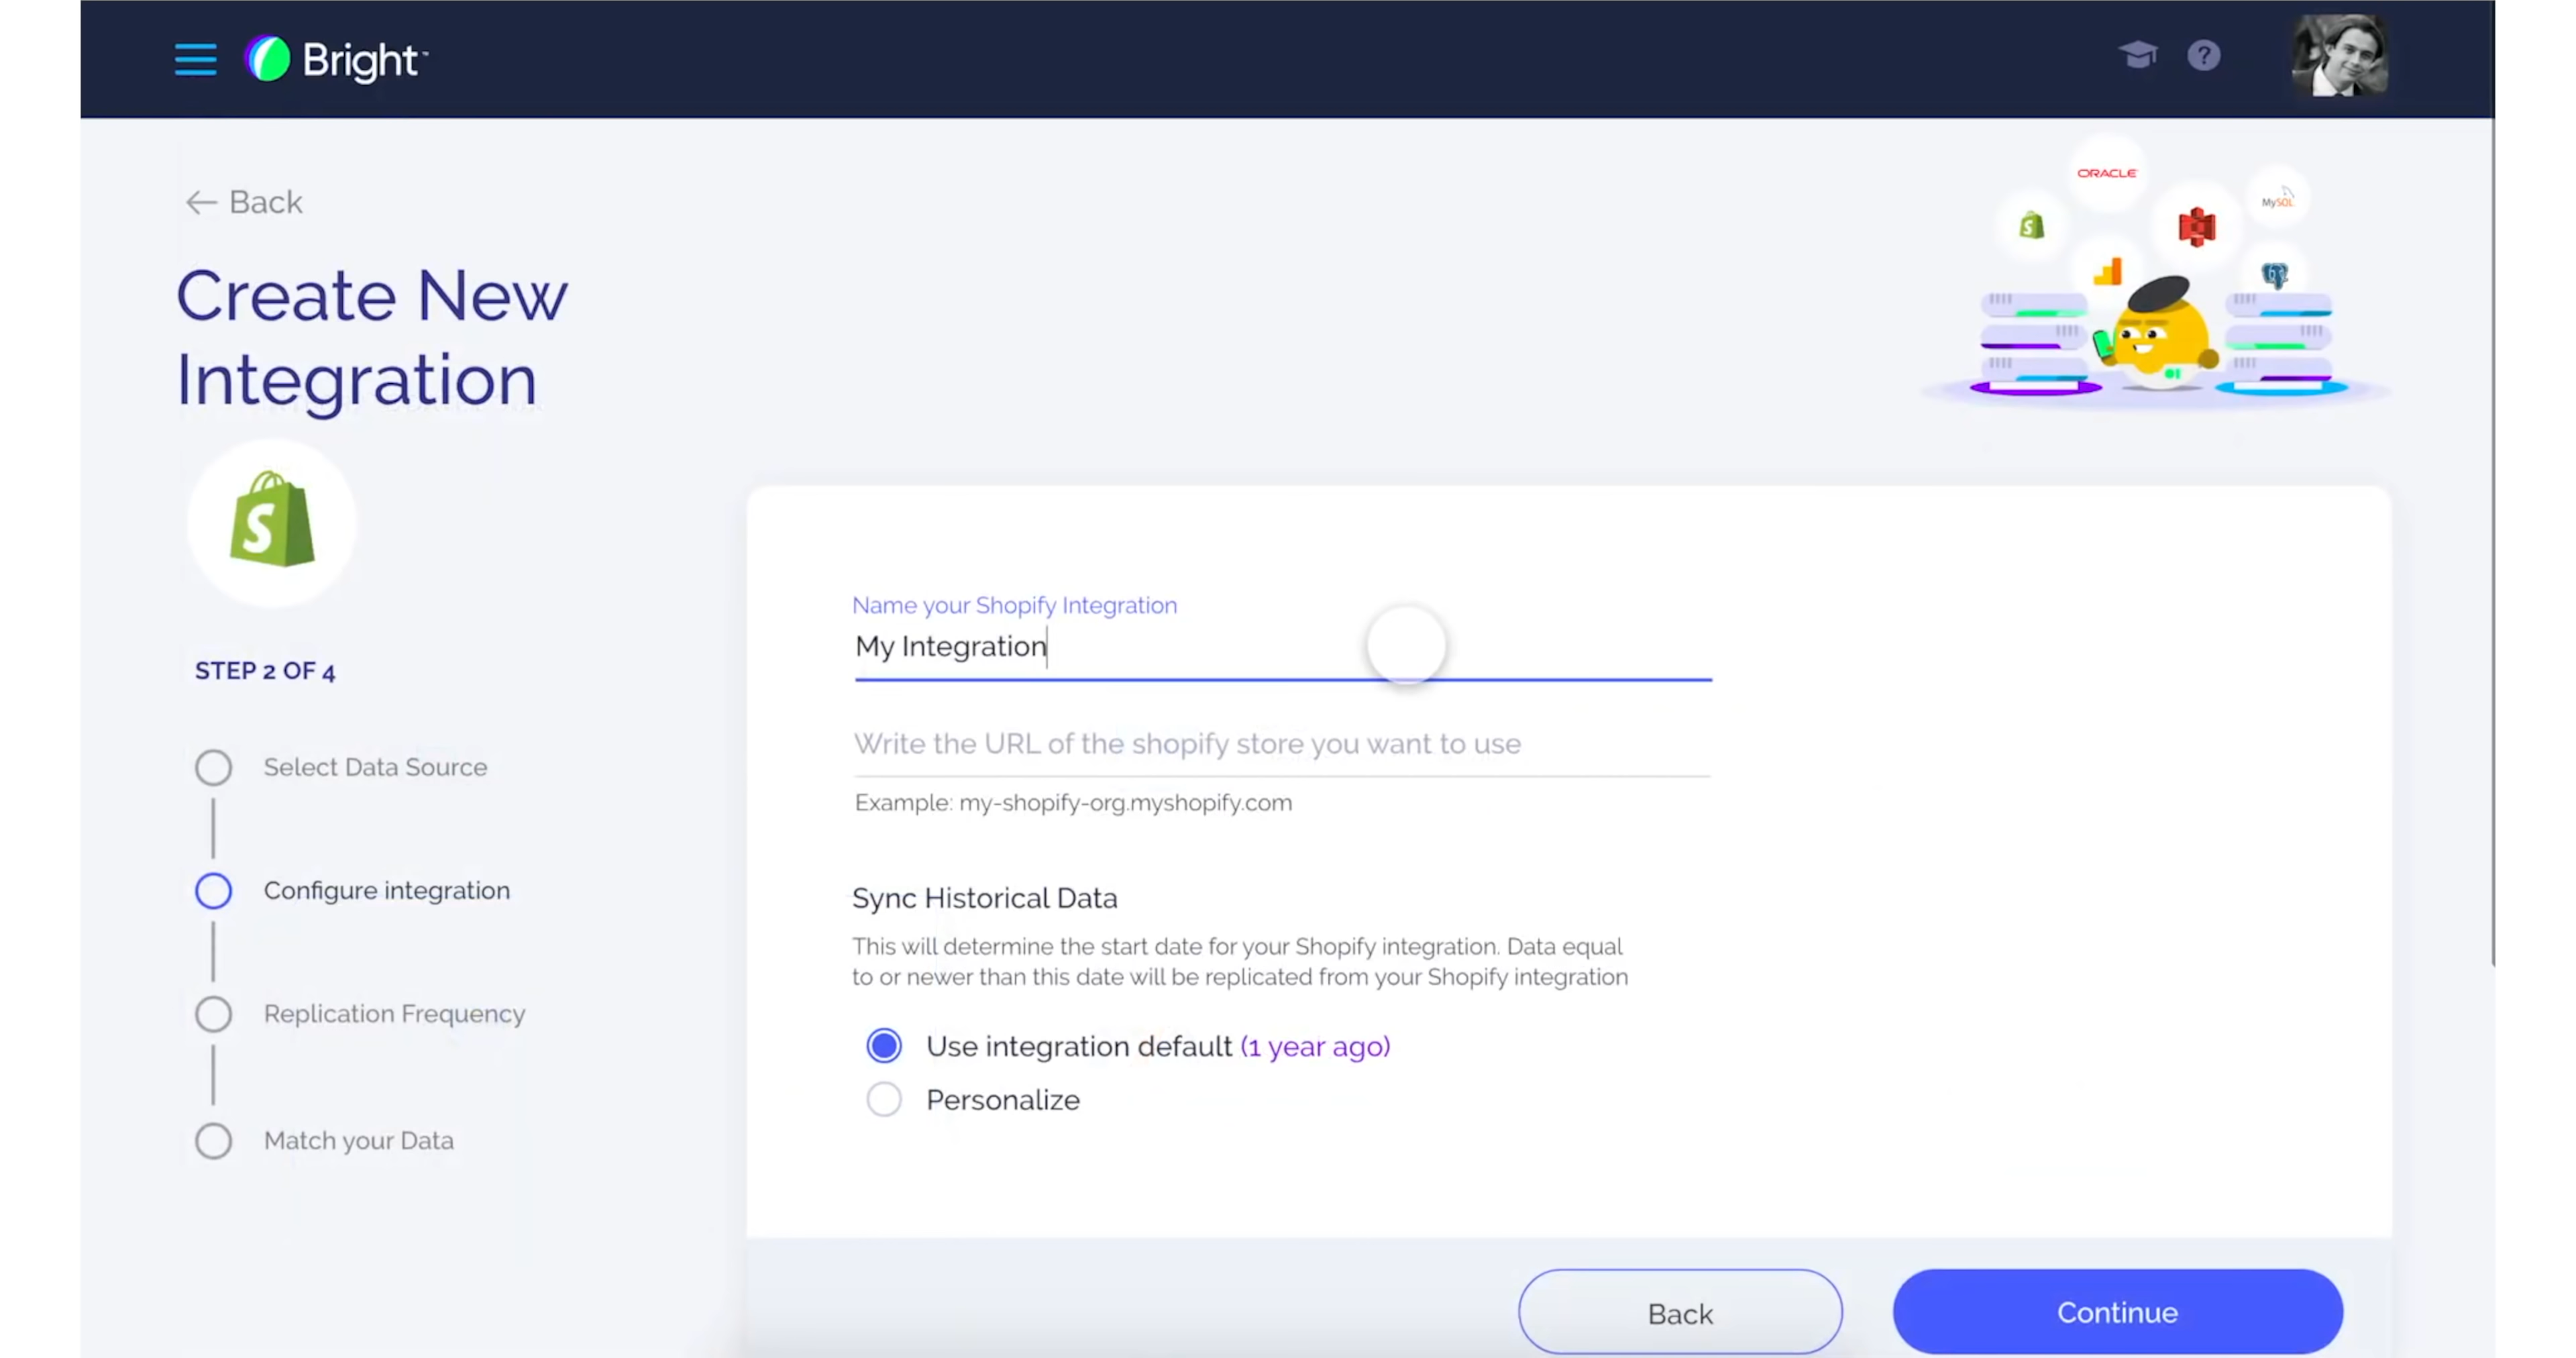 Bright™
?
← Back
ORACLE
MySQL
Create New
Integration
S
STEP 2 OF 4
Select Data Source
Configure integration
Replication Frequency
Match your Data
Name your Shopify Integration
My Integration
Write the URL of the shopify store you want to use
Example: my-shopify-org.myshopify.com
Sync Historical Data
This will determine the start date for your Shopify integration. Data equal
to or newer than this date will be replicated from your Shopify integration
Use integration default (1 year ago)
Personalize
Back
Continue